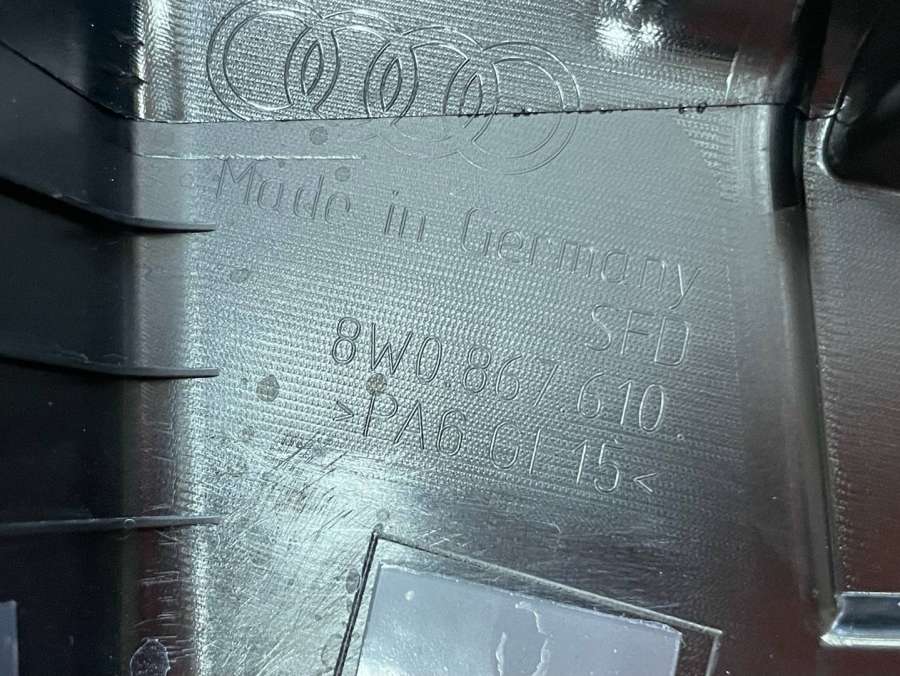 Made in Germany
SFD
8W0.867.610.
>PA6 GF15<